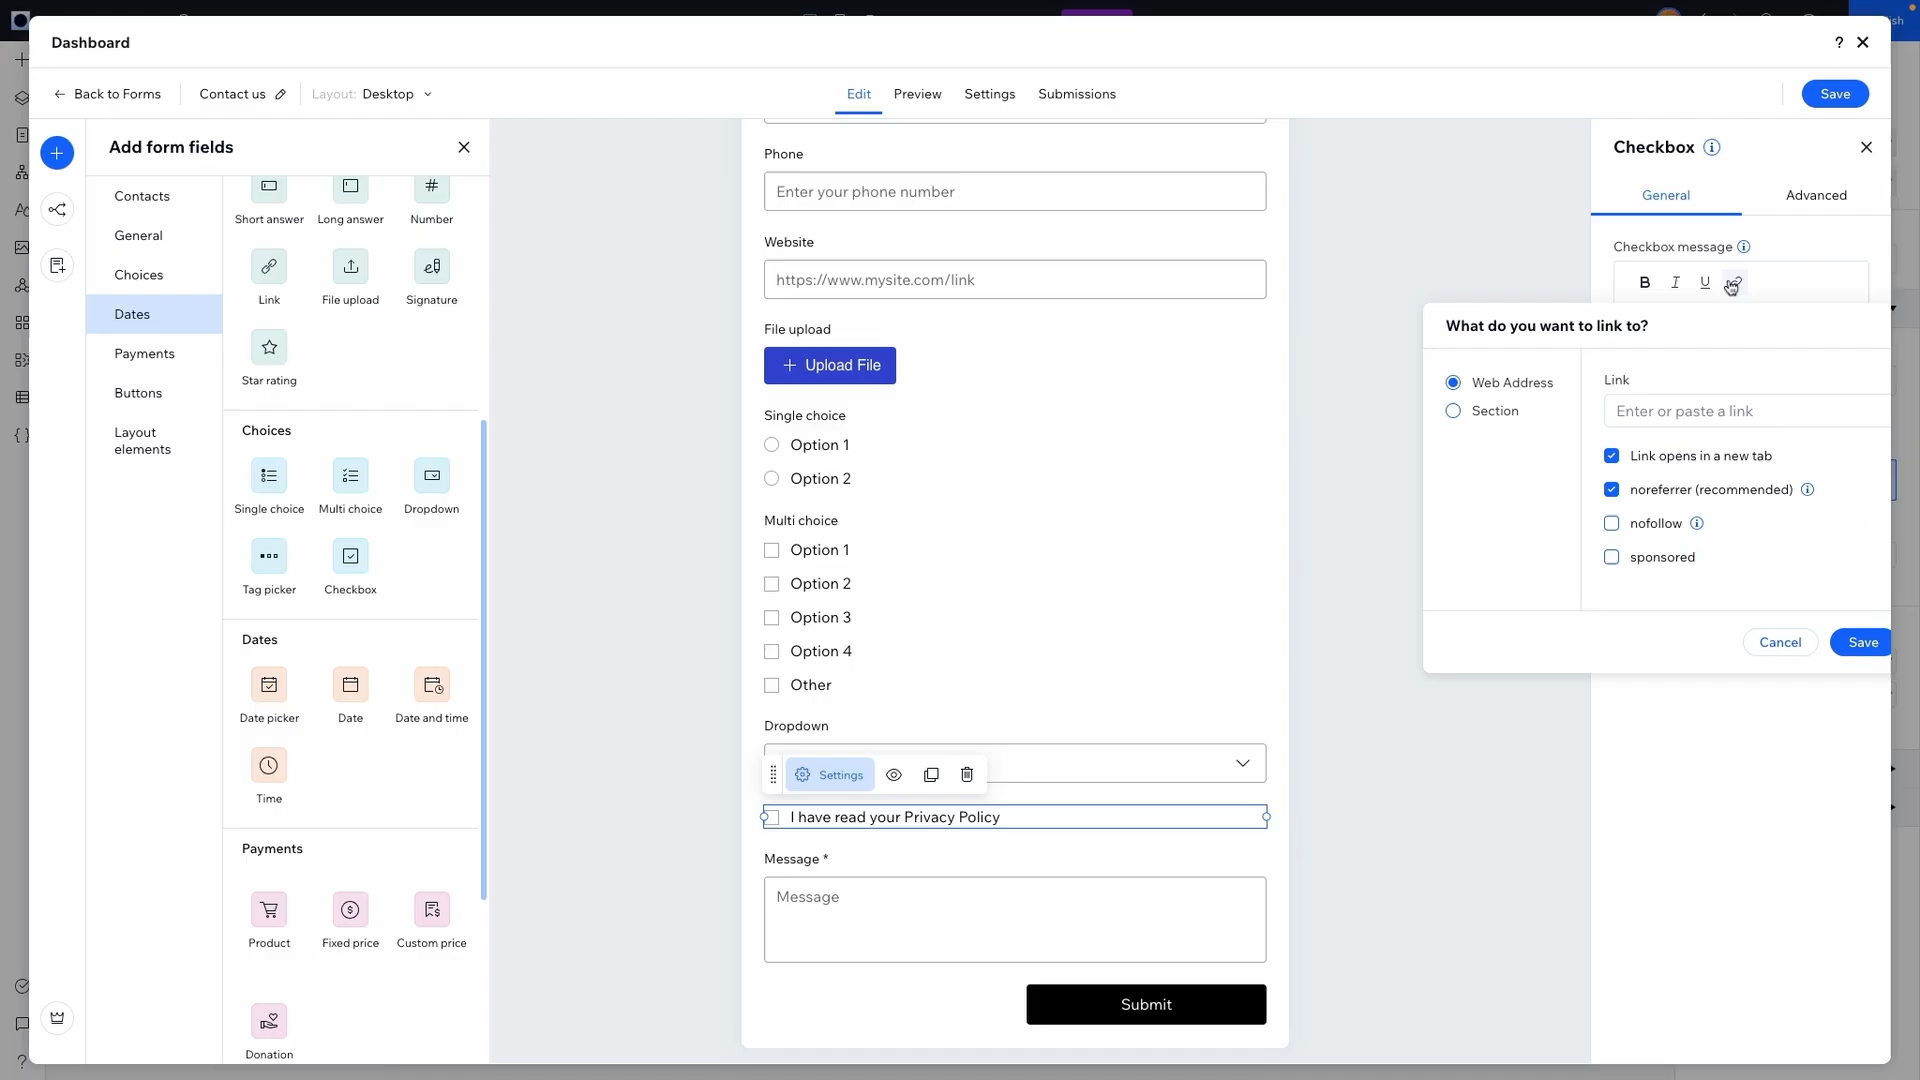 Dashboard
?
Back to Forms
Contact us
Layout: Desktop
Edit
Preview
Settings
Submissions
Save
Add form fields
Contacts
General
Choices
Dates
Payments
Buttons
Layout
elements
Short answer
Long answer
Number
Link
File upload
Signature
Star rating
Choices
Single choice
Multi choice
Dropdown
Tag picker
Checkbox
Dates
Date picker
Date
Date and time
Time
Payments
Product
Fixed price
Custom price
Donation
Phone
Enter your phone number
Website
https://www.mysite.com/link
File upload
+ Upload File
Single choice
Option 1
Option 2
Multi choice
Option 1
Option 2
Option 3
Option 4
Other
Dropdown
Settings
I have read your Privacy Policy
Message *
Message
Submit
Checkbox
General
Advanced
Checkbox message
B I U
What do you want to link to?
Web Address
Section
Link
Enter or paste a link
Link opens in a new tab
noreferrer (recommended)
nofollow
sponsored
Cancel
Save